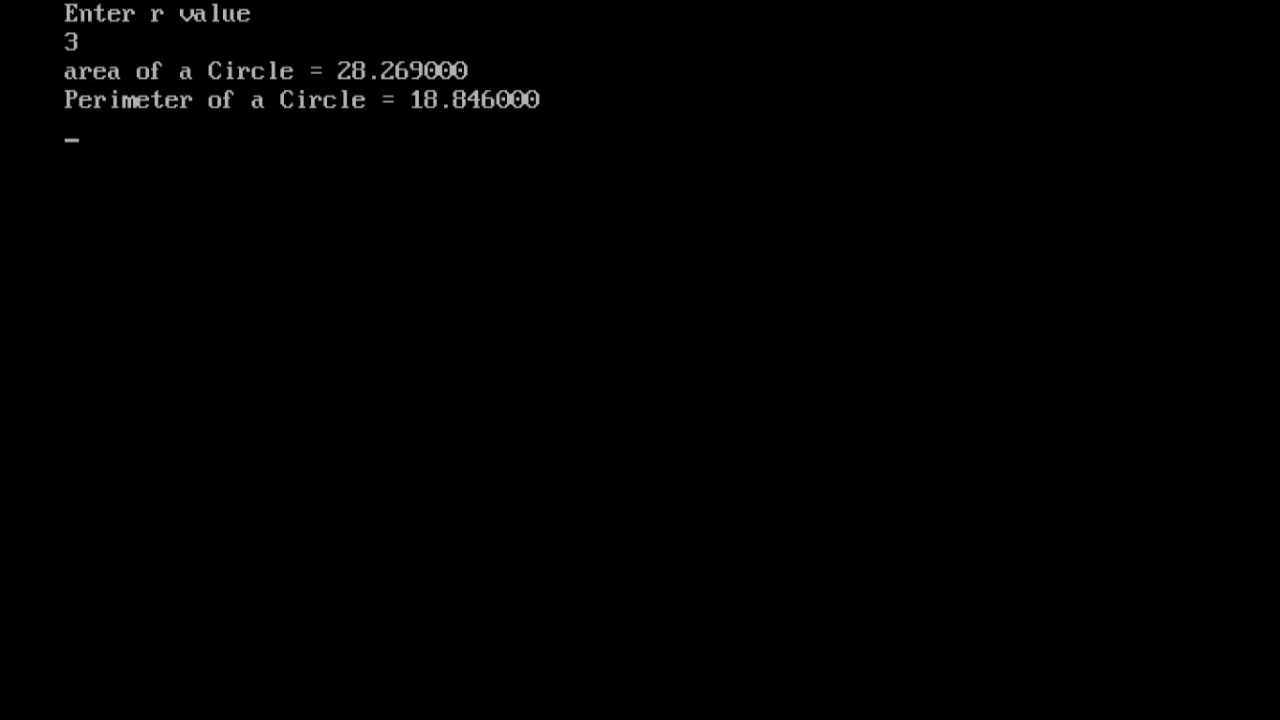 Enter r value
3
area of a Circle = 28.269000
Perimeter of a Circle = 18.846000